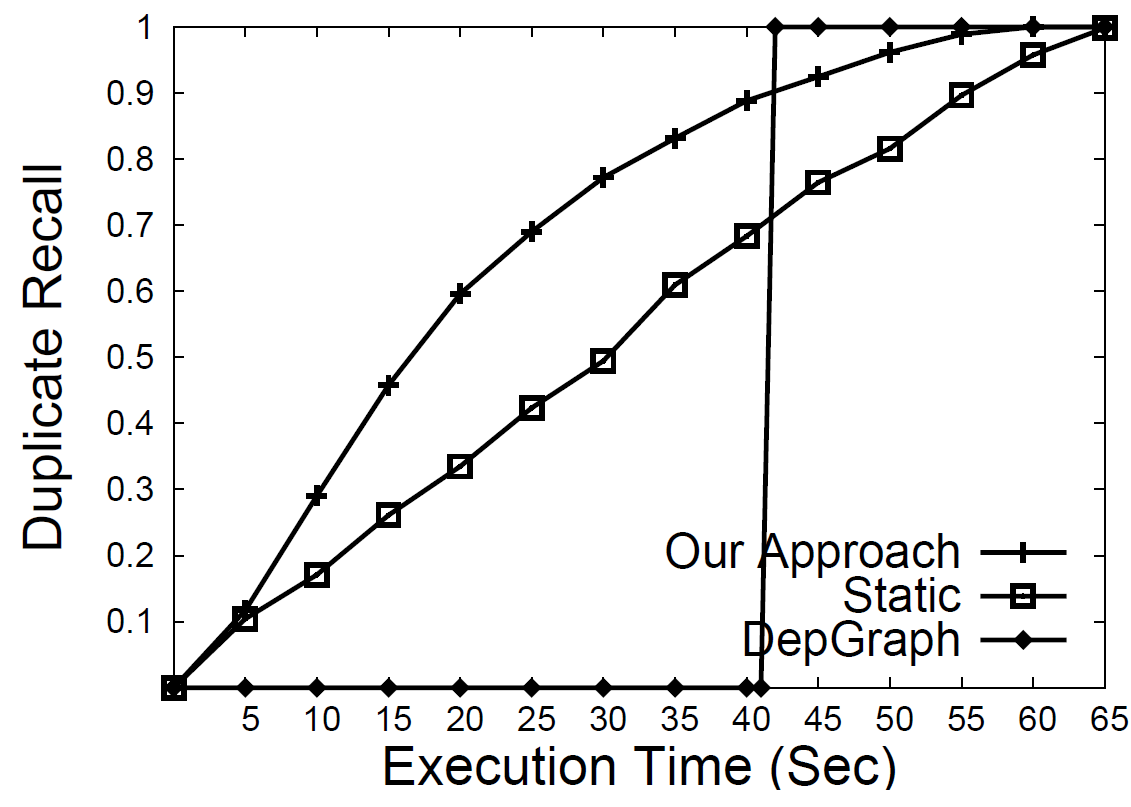 Duplicate Recall
1
0.9
0.8
0.7
0.6
0.5
0.4
0.3
0.2
0.1
Our Approach
Static
DepGraph
5 10 15 20 25 30 35 40 45 50 55 60 65
Execution Time (Sec)